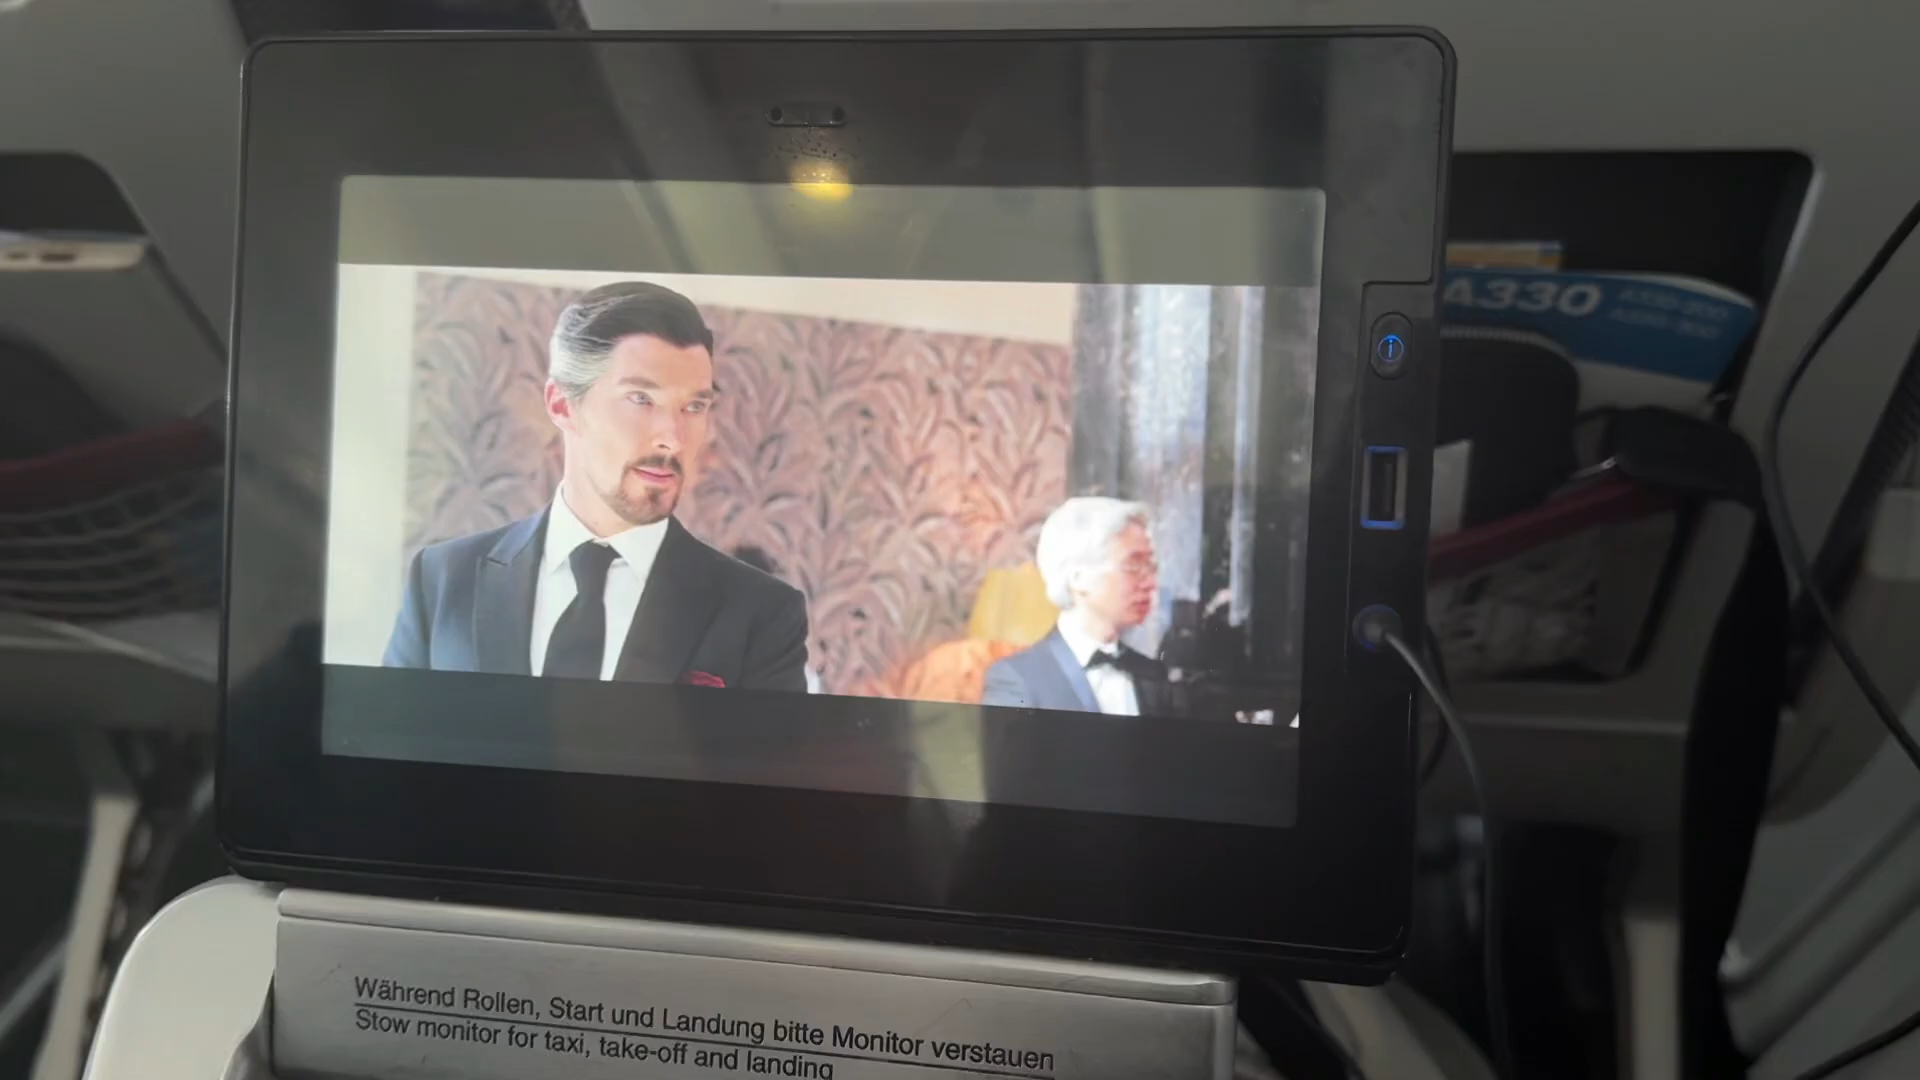 A330
Während Rollen, Start und Landung bitte Monitor verstauen
Stow monitor for taxi, take-off and landing